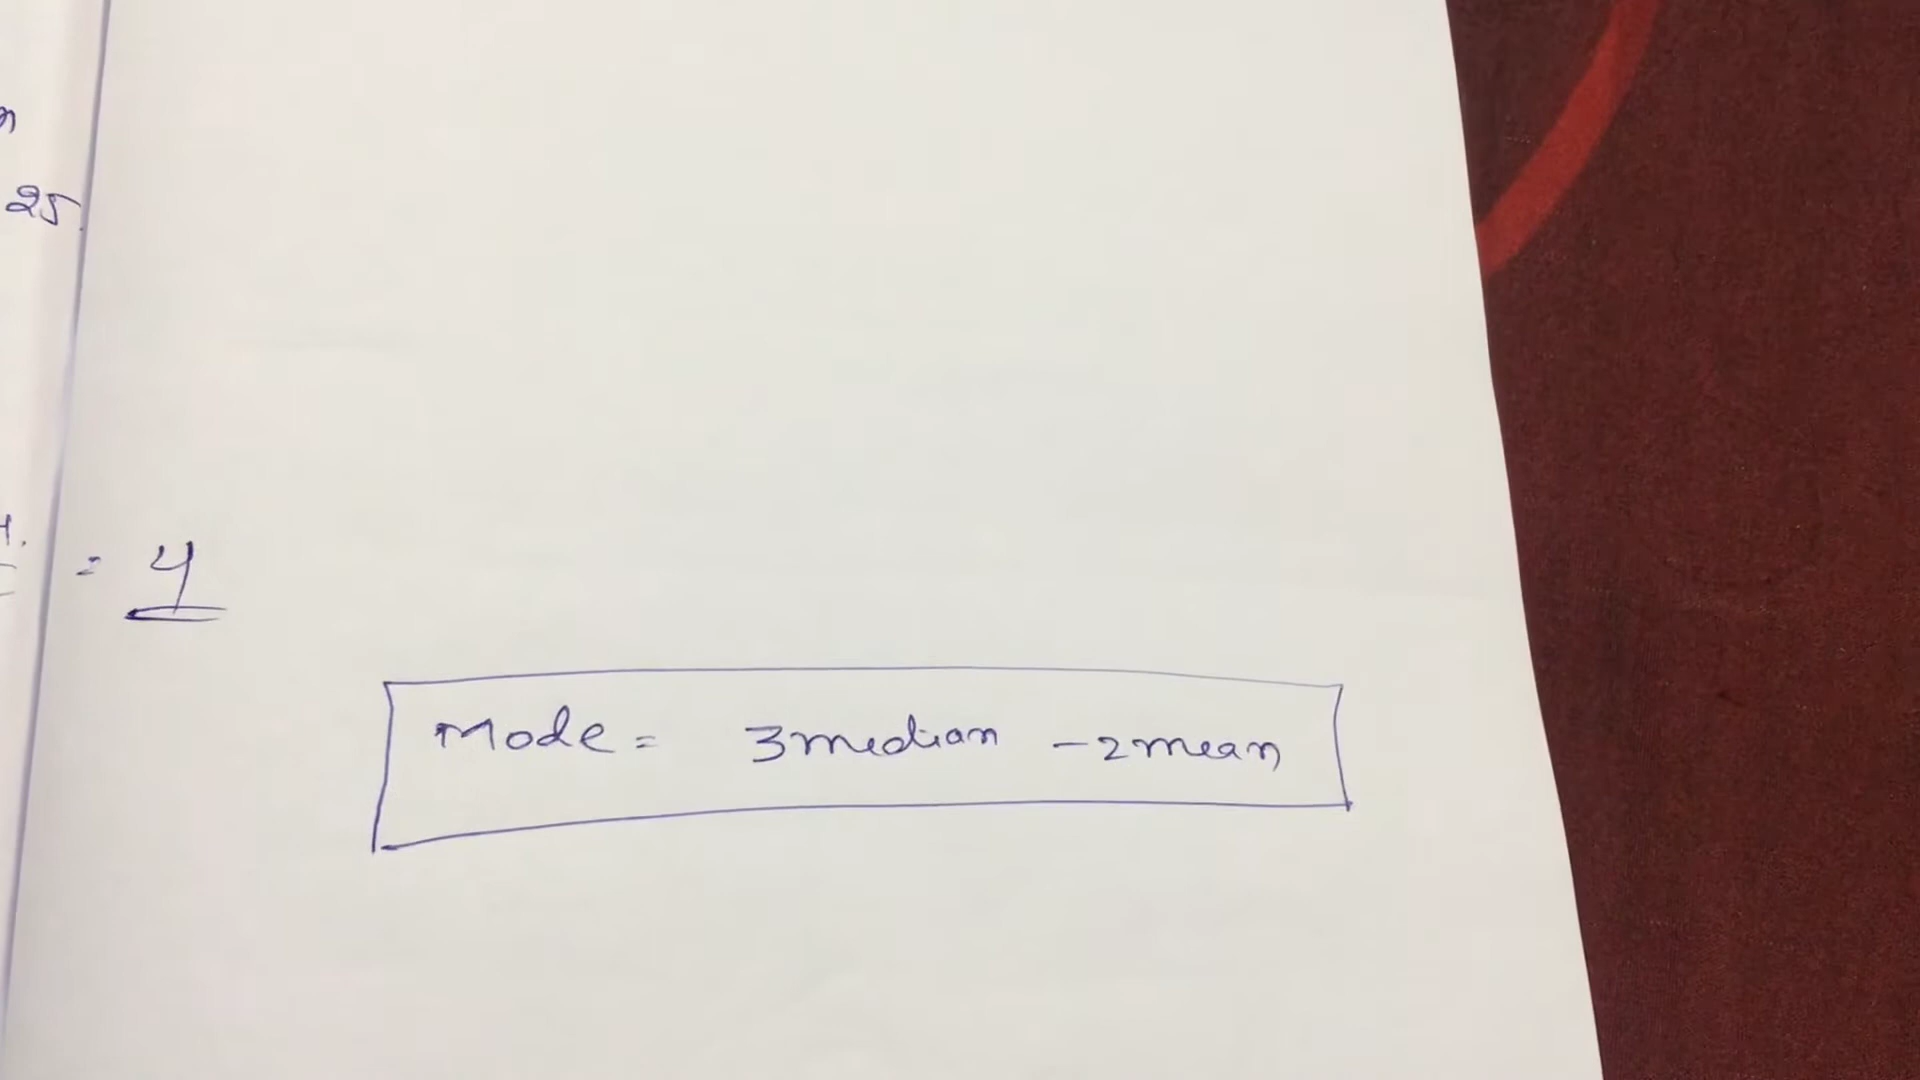 25
= 4
Mode = 3median - 2mean